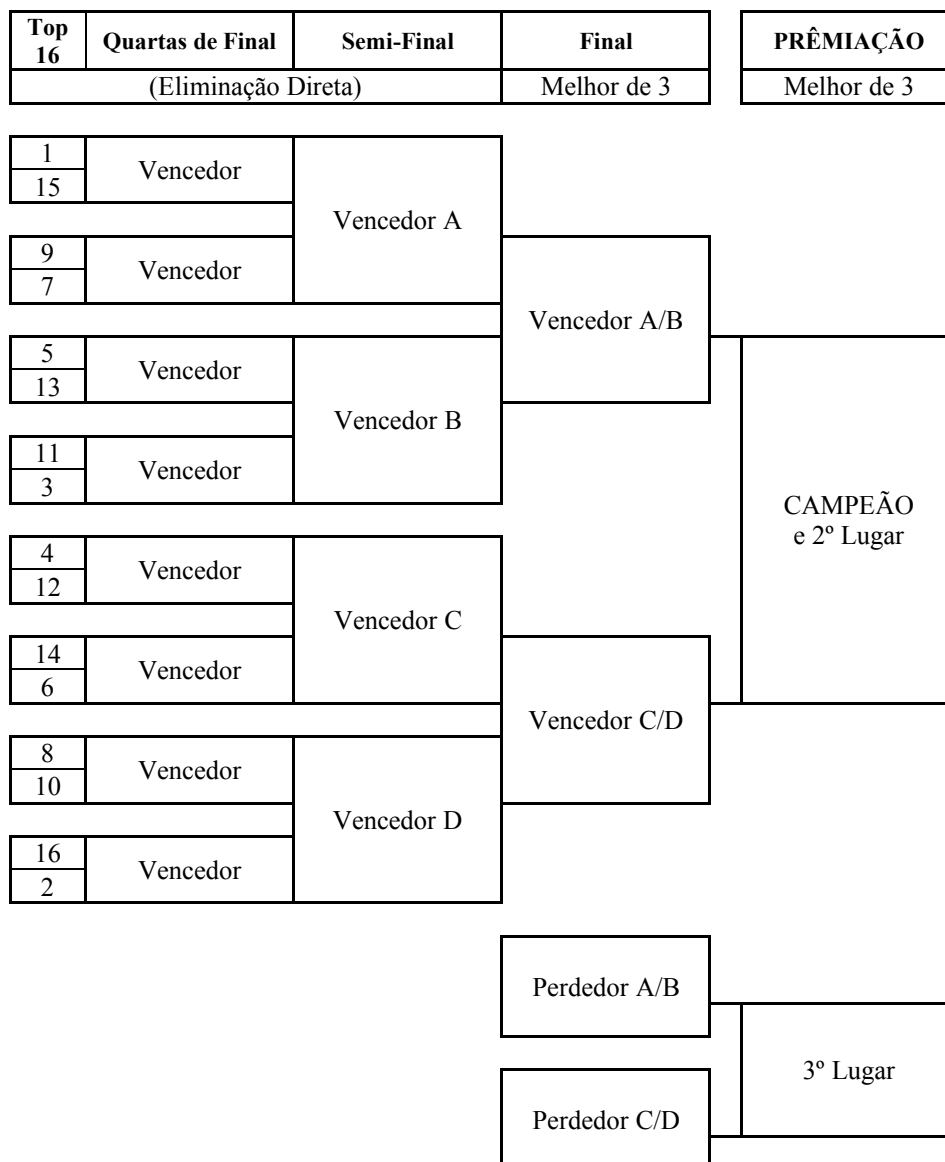 Top
16
Quartas de Final
Semi-Final
Final
PRÊMIAÇÃO
(Eliminação Direta)
Melhor de 3
Melhor de 3
1
15
Vencedor
Vencedor A
9
7
Vencedor
Vencedor A/B
5
13
Vencedor
Vencedor B
11
3
Vencedor
CAMPEÃO
e 2º Lugar
4
12
Vencedor
Vencedor C
14
6
Vencedor
Vencedor C/D
8
10
Vencedor
Vencedor D
16
2
Vencedor
Perdedor A/B
3º Lugar
Perdedor C/D